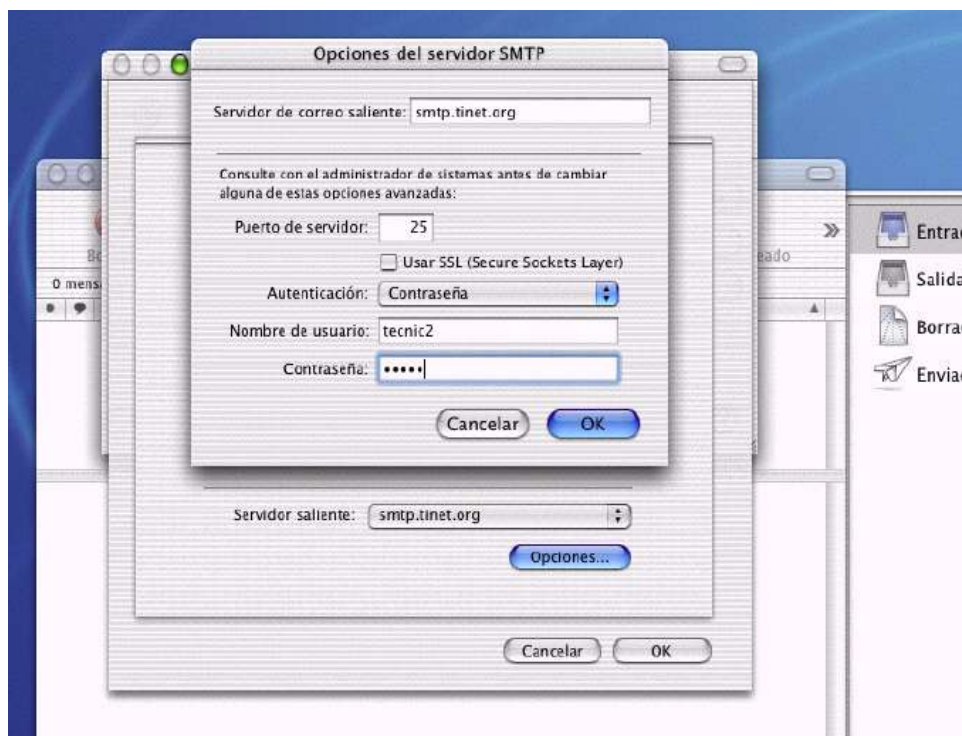 Opciones del servidor SMTP
Servidor de correo saliente: smtp.tinet.org
Consulte con el administrador de sistemas antes de cambiar
alguna de estas opciones avanzadas:
Puerto de servidor: 25
Usar SSL (Secure Sockets Layer)
Autenticación: Contraseña
Nombre de usuario: tecnic2
Contraseña: •••••
Cancelar OK
Servidor saliente: smtp.tinet.org
Opciones...
Cancelar OK
0 mens
eado
Entrad
Salida
Borra
Envia